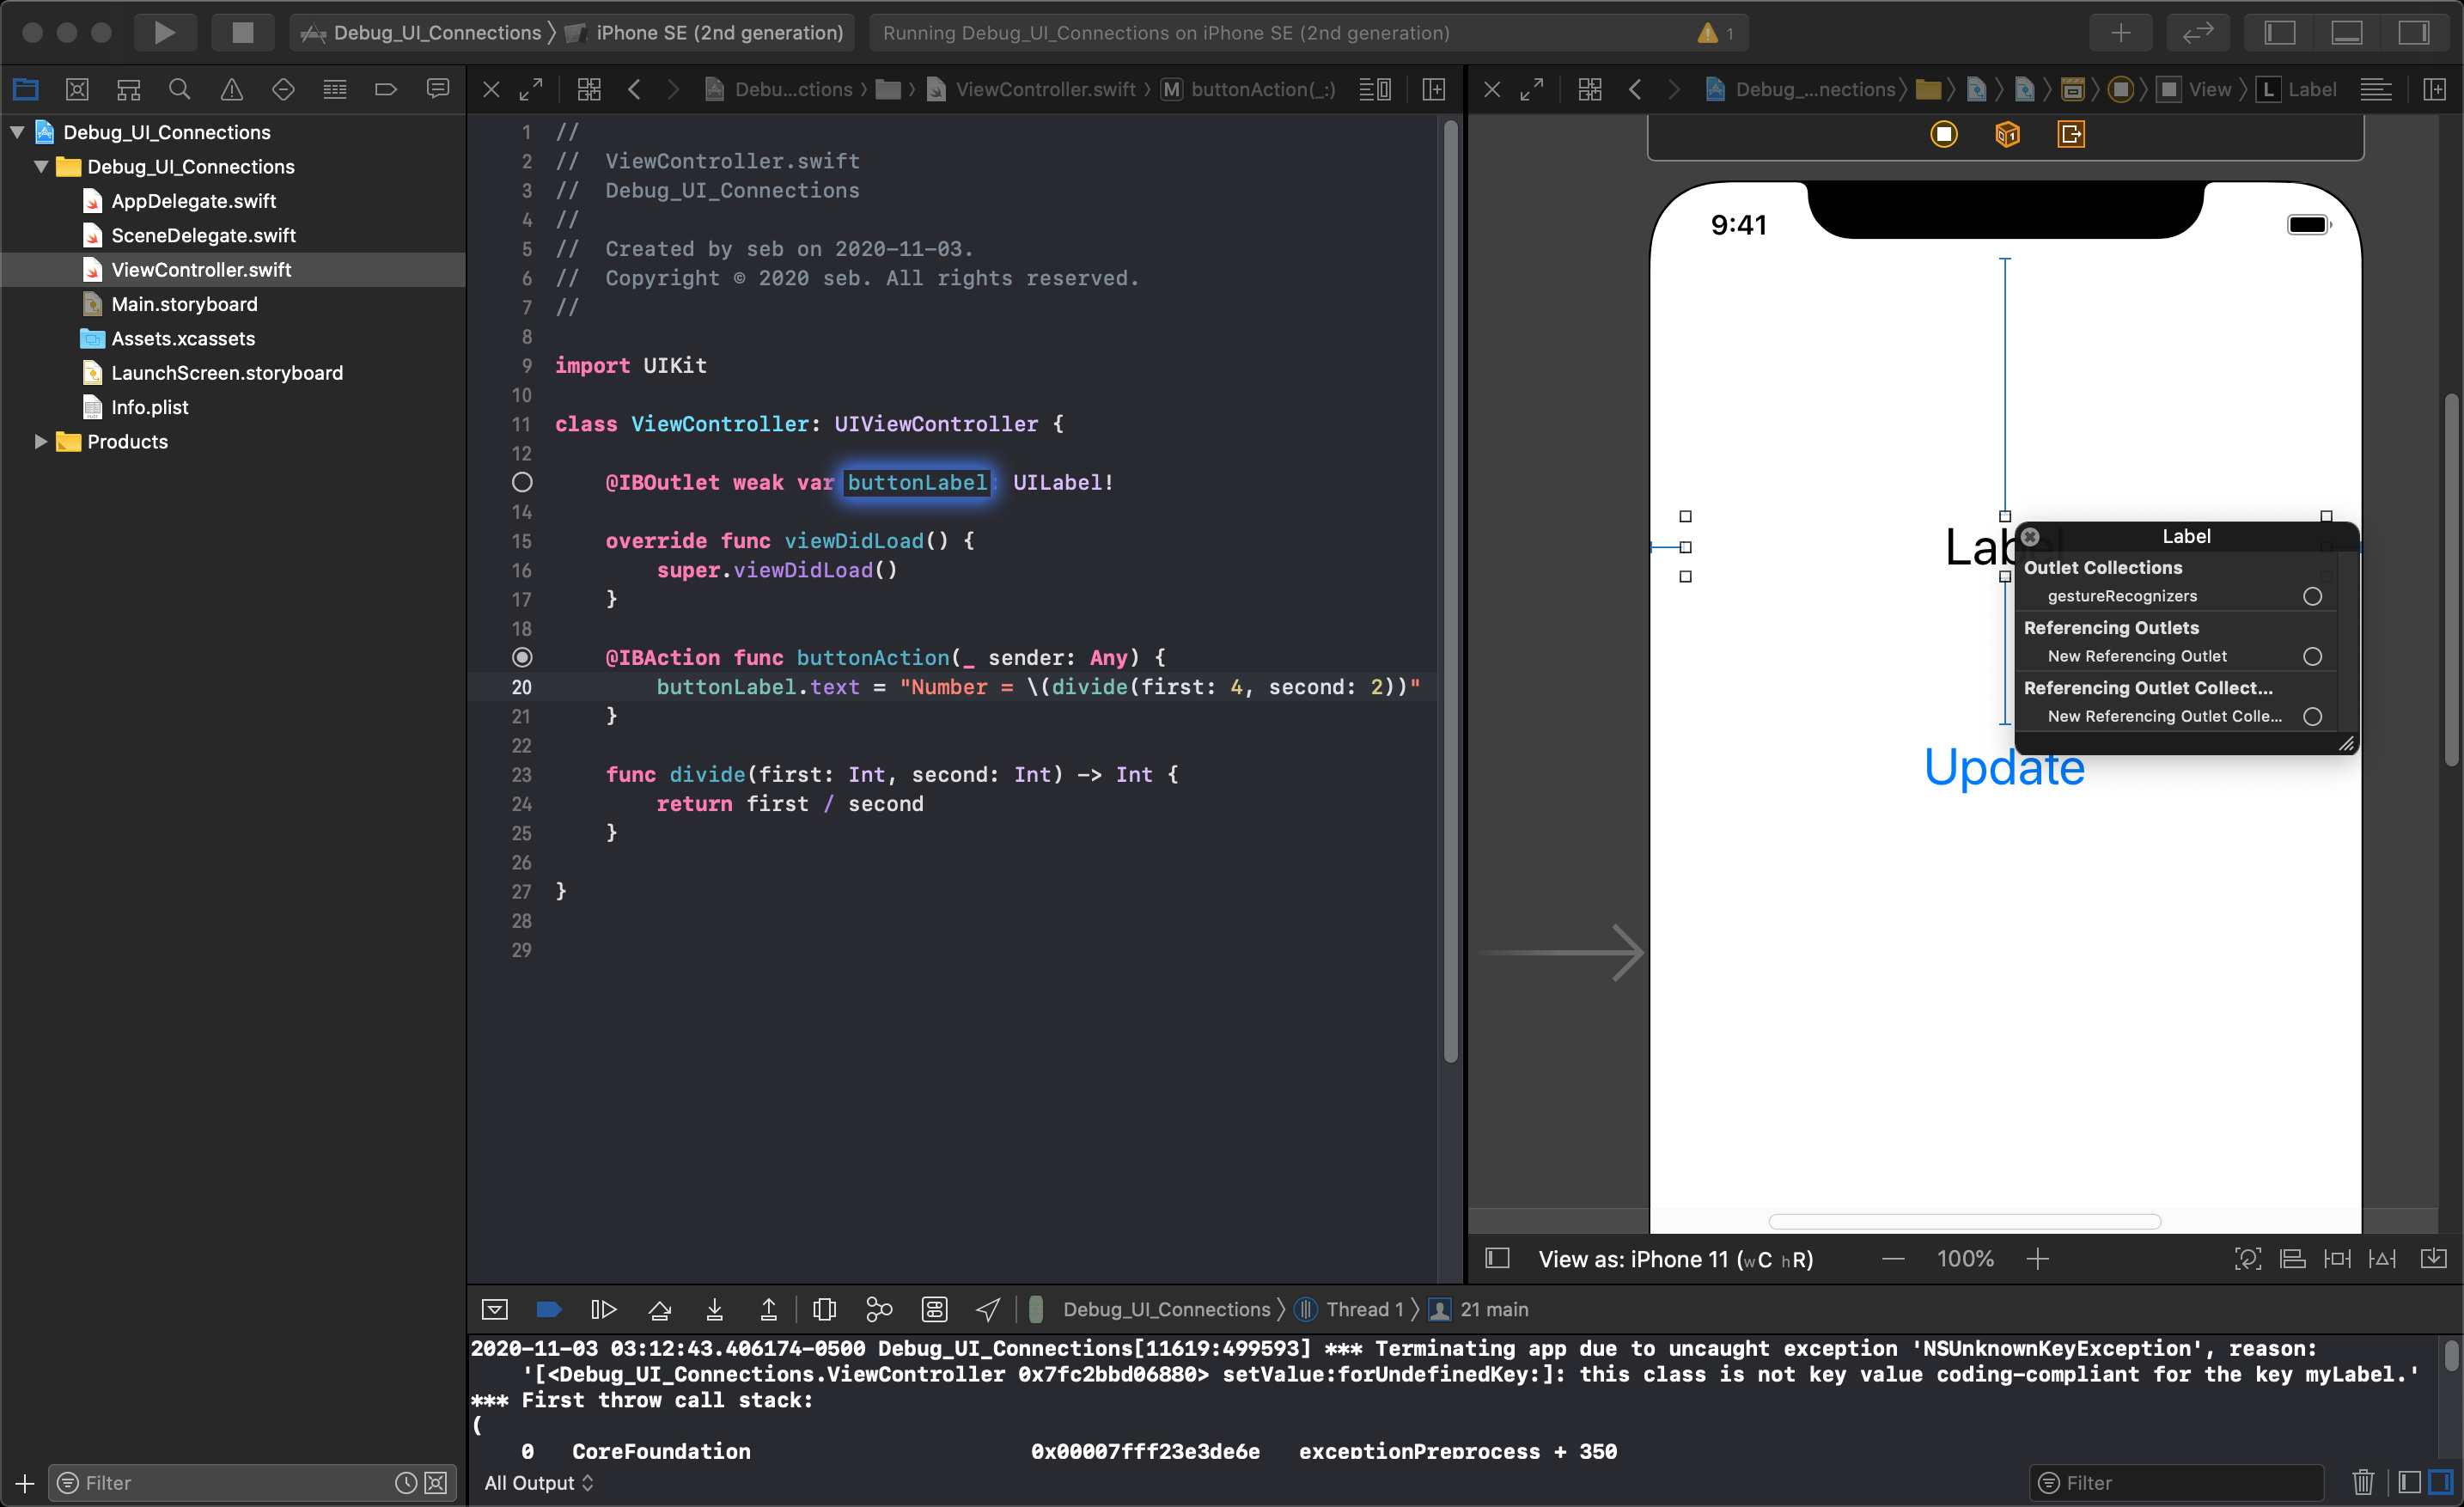 Debug_UI_Connections iPhone SE (2nd generation)
Running Debug_UI_Connections on iPhone SE (2nd generation) 1
Debug_UI_Connections
Debug_UI_Connections
AppDelegate.swift
SceneDelegate.swift
ViewController.swift
Main.storyboard
Assets.xcassets
LaunchScreen.storyboard
Info.plist
Products
Filter
Debu...ctions ViewController.swift M buttonAction(_:)
1 //
2 //  ViewController.swift
3 //  Debug_UI_Connections
4 //
5 //  Created by seb on 2020-11-03.
6 //  Copyright © 2020 seb. All rights reserved.
7 //
8
9 import UIKit
10
11 class ViewController: UIViewController {
12
@IBOutlet weak var buttonLabel: UILabel!
14
15 override func viewDidLoad() {
16 super.viewDidLoad()
17 }
18
@IBAction func buttonAction(_ sender: Any) {
20 buttonLabel.text = "Number = \(divide(first: 4, second: 2))"
21 }
22
23 func divide(first: Int, second: Int) -> Int {
24 return first / second
25 }
26
27 }
28
29
Debug_...nections View L Label
9:41
Label
Label
Outlet Collections
gestureRecognizers
Referencing Outlets
New Referencing Outlet
Referencing Outlet Collect...
New Referencing Outlet Colle...
Update
View as: iPhone 11 (wC hR) 100%
Debug_UI_Connections Thread 1 21 main
2020-11-03 03:12:43.406174-0500 Debug_UI_Connections[11619:499593] *** Terminating app due to uncaught exception 'NSUnknownKeyException', reason:
'[<Debug_UI_Connections.ViewController 0x7fc2bbd06880> setValue:forUndefinedKey:]: this class is not key value coding-compliant for the key myLabel.'
*** First throw call stack:
(
0 CoreFoundation 0x00007fff23e3de6e exceptionPreprocess + 350
All Output Filter